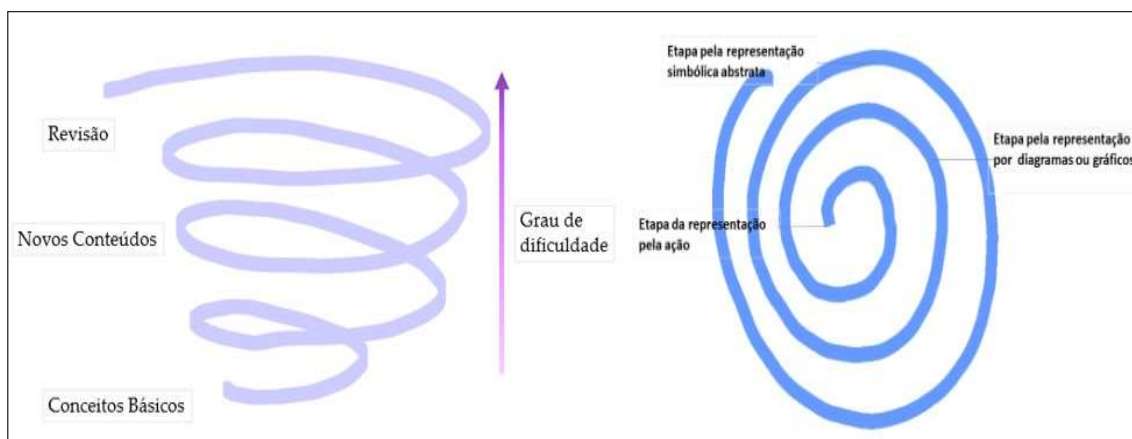 Revisão
Novos Conteúdos
Conceitos Básicos
Grau de
dificuldade
Etapa pela representação
simbólica abstrata
Etapa pela representação
por diagramas ou gráficos
Etapa da representação
pela ação